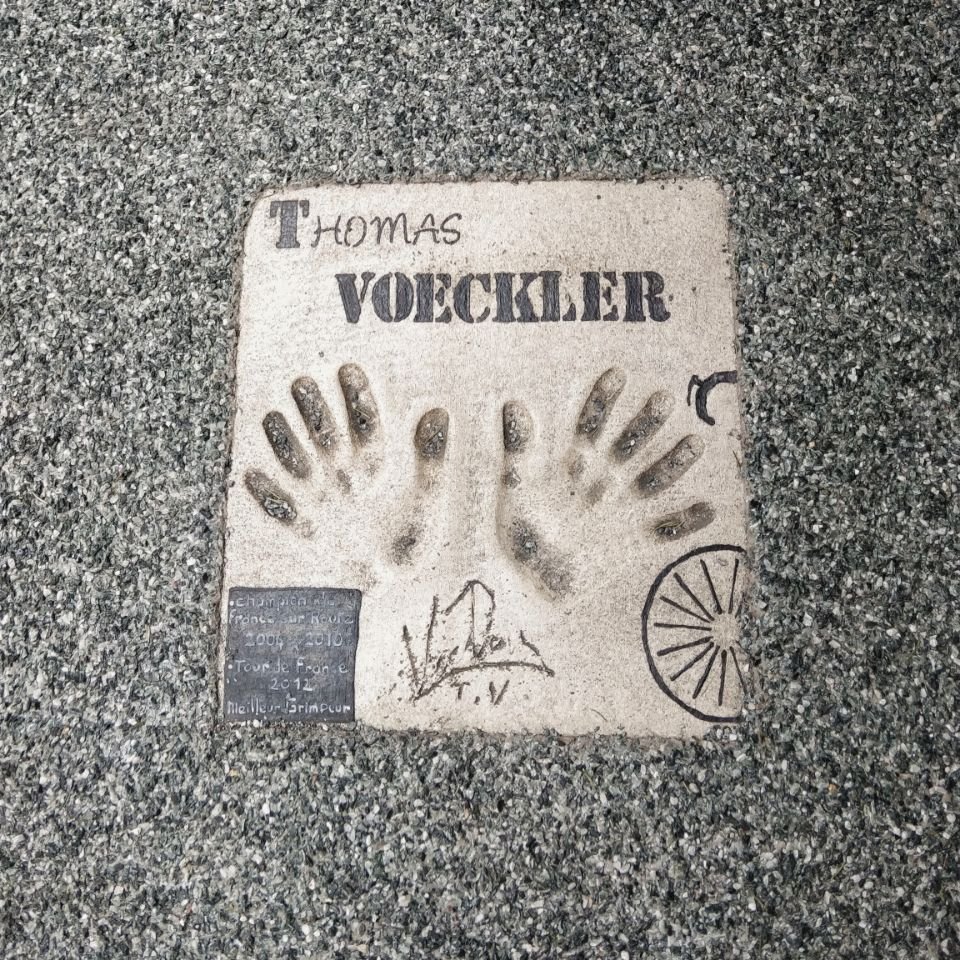 THOMAS
VOECKLER
• Champion de
France sur Route
2004 2010
• Tour de France
2012
Meilleur Grimpeur
T.V